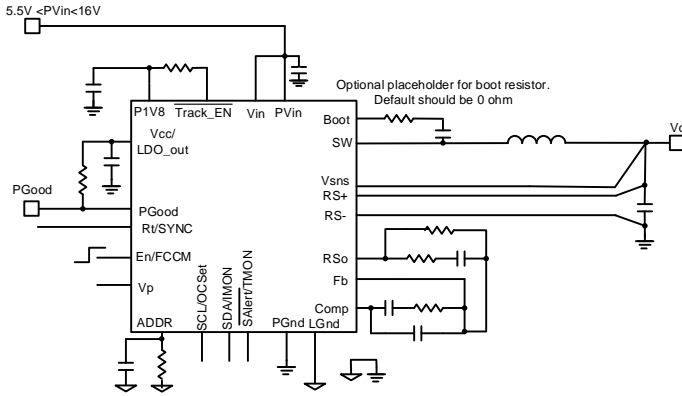 5.5V <PVin<16V
Optional placeholder for boot resistor.
Default should be 0 ohm
P1V8
Track_EN
Vin
PVin
Boot
SW
Vcc/
LDO_out
Vsns
RS+
RS-
PGood
PGood
Rt/SYNC
En/FCCM
Vp
RSo
Fb
Comp
ADDR
SCL/OCSet
SDA/IMON
SAlert/TMON
PGnd
LGnd